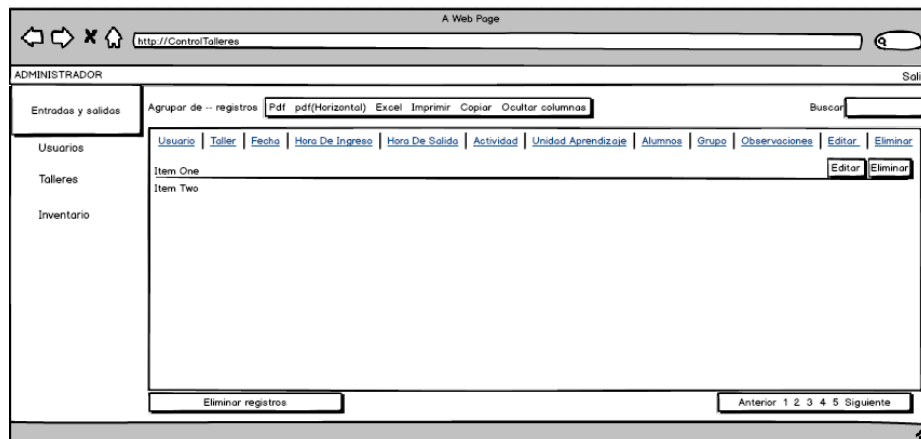 A Web Page
http://ControlTalleres
ADMINISTRADOR Sali
Entradas y salidas
Agrupar de -- registros Pdf pdf(Horizontal) Excel Imprimir Copiar Ocultar columnas Buscar
Usuario Taller Fecha Hora De Ingreso Hora De Salida Actividad Unidad Aprendizaje Alumnos Grupo Observaciones Editar Eliminar
Usuarios
Item One Editar Eliminar
Talleres
Item Two
Inventario
Eliminar registros Anterior 1 2 3 4 5 Siguiente